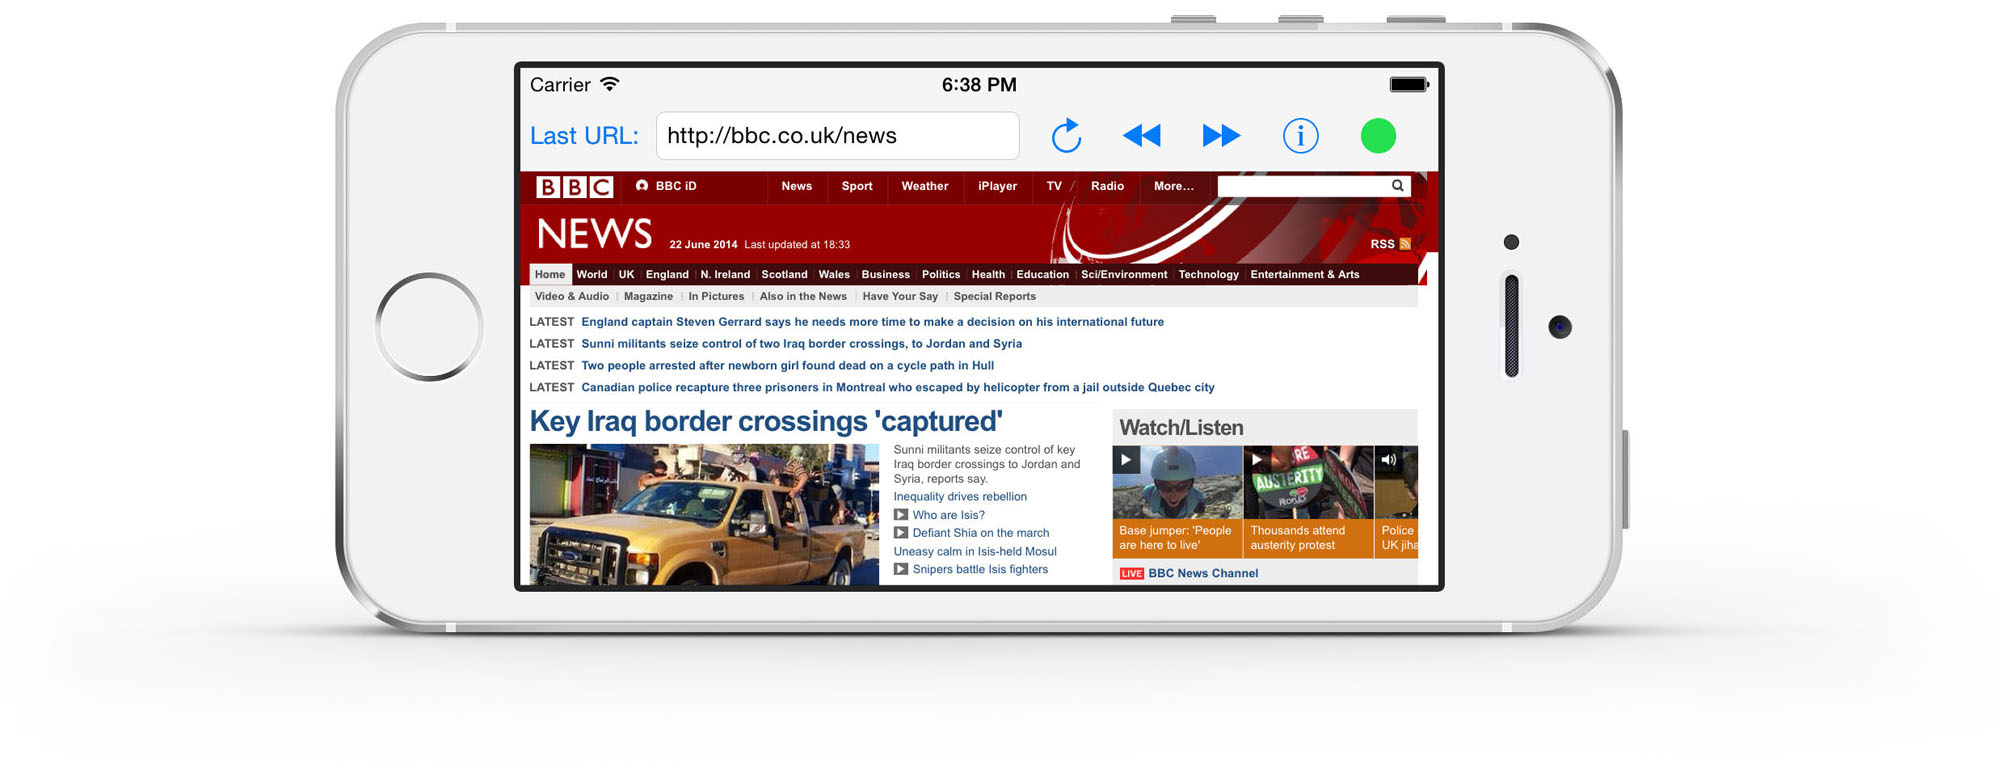 Carrier 6:38 PM
Last URL: http://bbc.co.uk/news
BBC BBC iD News Sport Weather iPlayer TV Radio More...
NEWS 22 June 2014 Last updated at 18:33 RSS
Home World UK England N. Ireland Scotland Wales Business Politics Health Education Sci/Environment Technology Entertainment & Arts
Video & Audio Magazine In Pictures Also in the News Have Your Say Special Reports
LATEST England captain Steven Gerrard says he needs more time to make a decision on his international future
LATEST Sunni militants seize control of two Iraq border crossings, to Jordan and Syria
LATEST Two people arrested after newborn girl found dead on a cycle path in Hull
LATEST Canadian police recapture three prisoners in Montreal who escaped by helicopter from a jail outside Quebec city
Key Iraq border crossings 'captured'
Sunni militants seize control of key
Iraq border crossings to Jordan and
Syria, reports say.
Inequality drives rebellion
Who are Isis?
Defiant Shia on the march
Uneasy calm in Isis-held Mosul
Snipers battle Isis fighters
Watch/Listen
AUSTERITY
PEOPLE'S
Base jumper: 'People
are here to live'
Thousands attend
austerity protest
Police
UK jiha
LIVE BBC News Channel